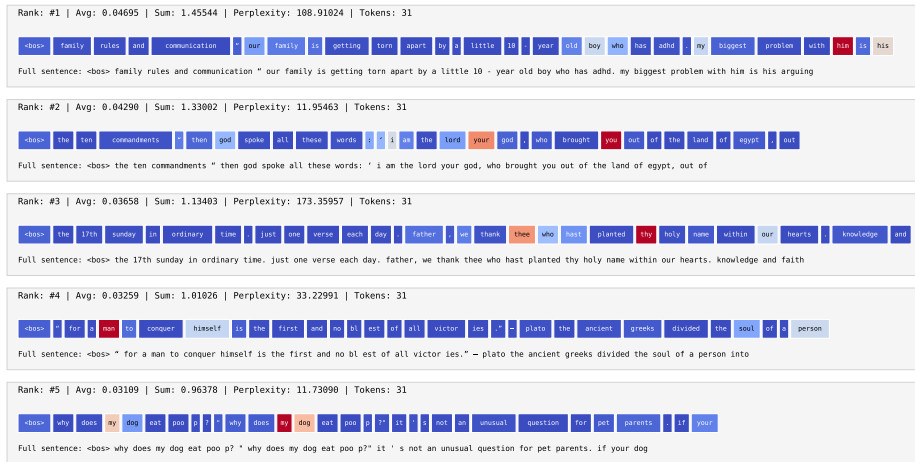 Rank: #1 | Avg: 0.04695 | Sum: 1.45544 | Perplexity: 108.91024 | Tokens: 31
<bos> family rules and communication “ our family is getting torn apart by a little 10 - year old boy who has adhd . my biggest problem with him is his
Full sentence: <bos> family rules and communication “ our family is getting torn apart by a little 10 - year old boy who has adhd. my biggest problem with him is his arguing
Rank: #2 | Avg: 0.04290 | Sum: 1.33002 | Perplexity: 11.95463 | Tokens: 31
<bos> the ten commandments “ then god spoke all these words : ‘ i am the lord your god , who brought you out of the land of egypt , out
Full sentence: <bos> the ten commandments “ then god spoke all these words: ‘ i am the lord your god, who brought you out of the land of egypt, out of
Rank: #3 | Avg: 0.03658 | Sum: 1.13403 | Perplexity: 173.35957 | Tokens: 31
<bos> the 17th sunday in ordinary time . just one verse each day . father , we thank thee who hast planted thy holy name within our hearts . knowledge and
Full sentence: <bos> the 17th sunday in ordinary time. just one verse each day. father, we thank thee who hast planted thy holy name within our hearts. knowledge and faith
Rank: #4 | Avg: 0.03259 | Sum: 1.01026 | Perplexity: 33.22991 | Tokens: 31
<bos> “ for a man to conquer himself is the first and no bl est of all victor ies .” — plato the ancient greeks divided the soul of a person
Full sentence: <bos> “ for a man to conquer himself is the first and no bl est of all victor ies.” — plato the ancient greeks divided the soul of a person into
Rank: #5 | Avg: 0.03109 | Sum: 0.96378 | Perplexity: 11.73090 | Tokens: 31
<bos> why does my dog eat poo p ? " why does my dog eat poo p ?" it ' s not an unusual question for pet parents . if your
Full sentence: <bos> why does my dog eat poo p? " why does my dog eat poo p?" it ' s not an unusual question for pet parents. if your dog